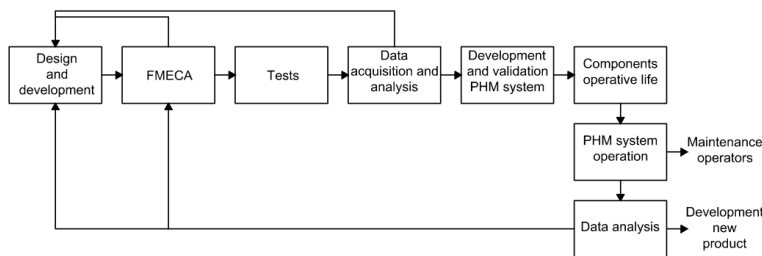 Design
and
development
FMECA
Tests
Data
acquisition and
analysis
Development
and validation
PHM system
Components
operative life
PHM system
operation
Maintenance
operators
Data analysis
Development
new
product